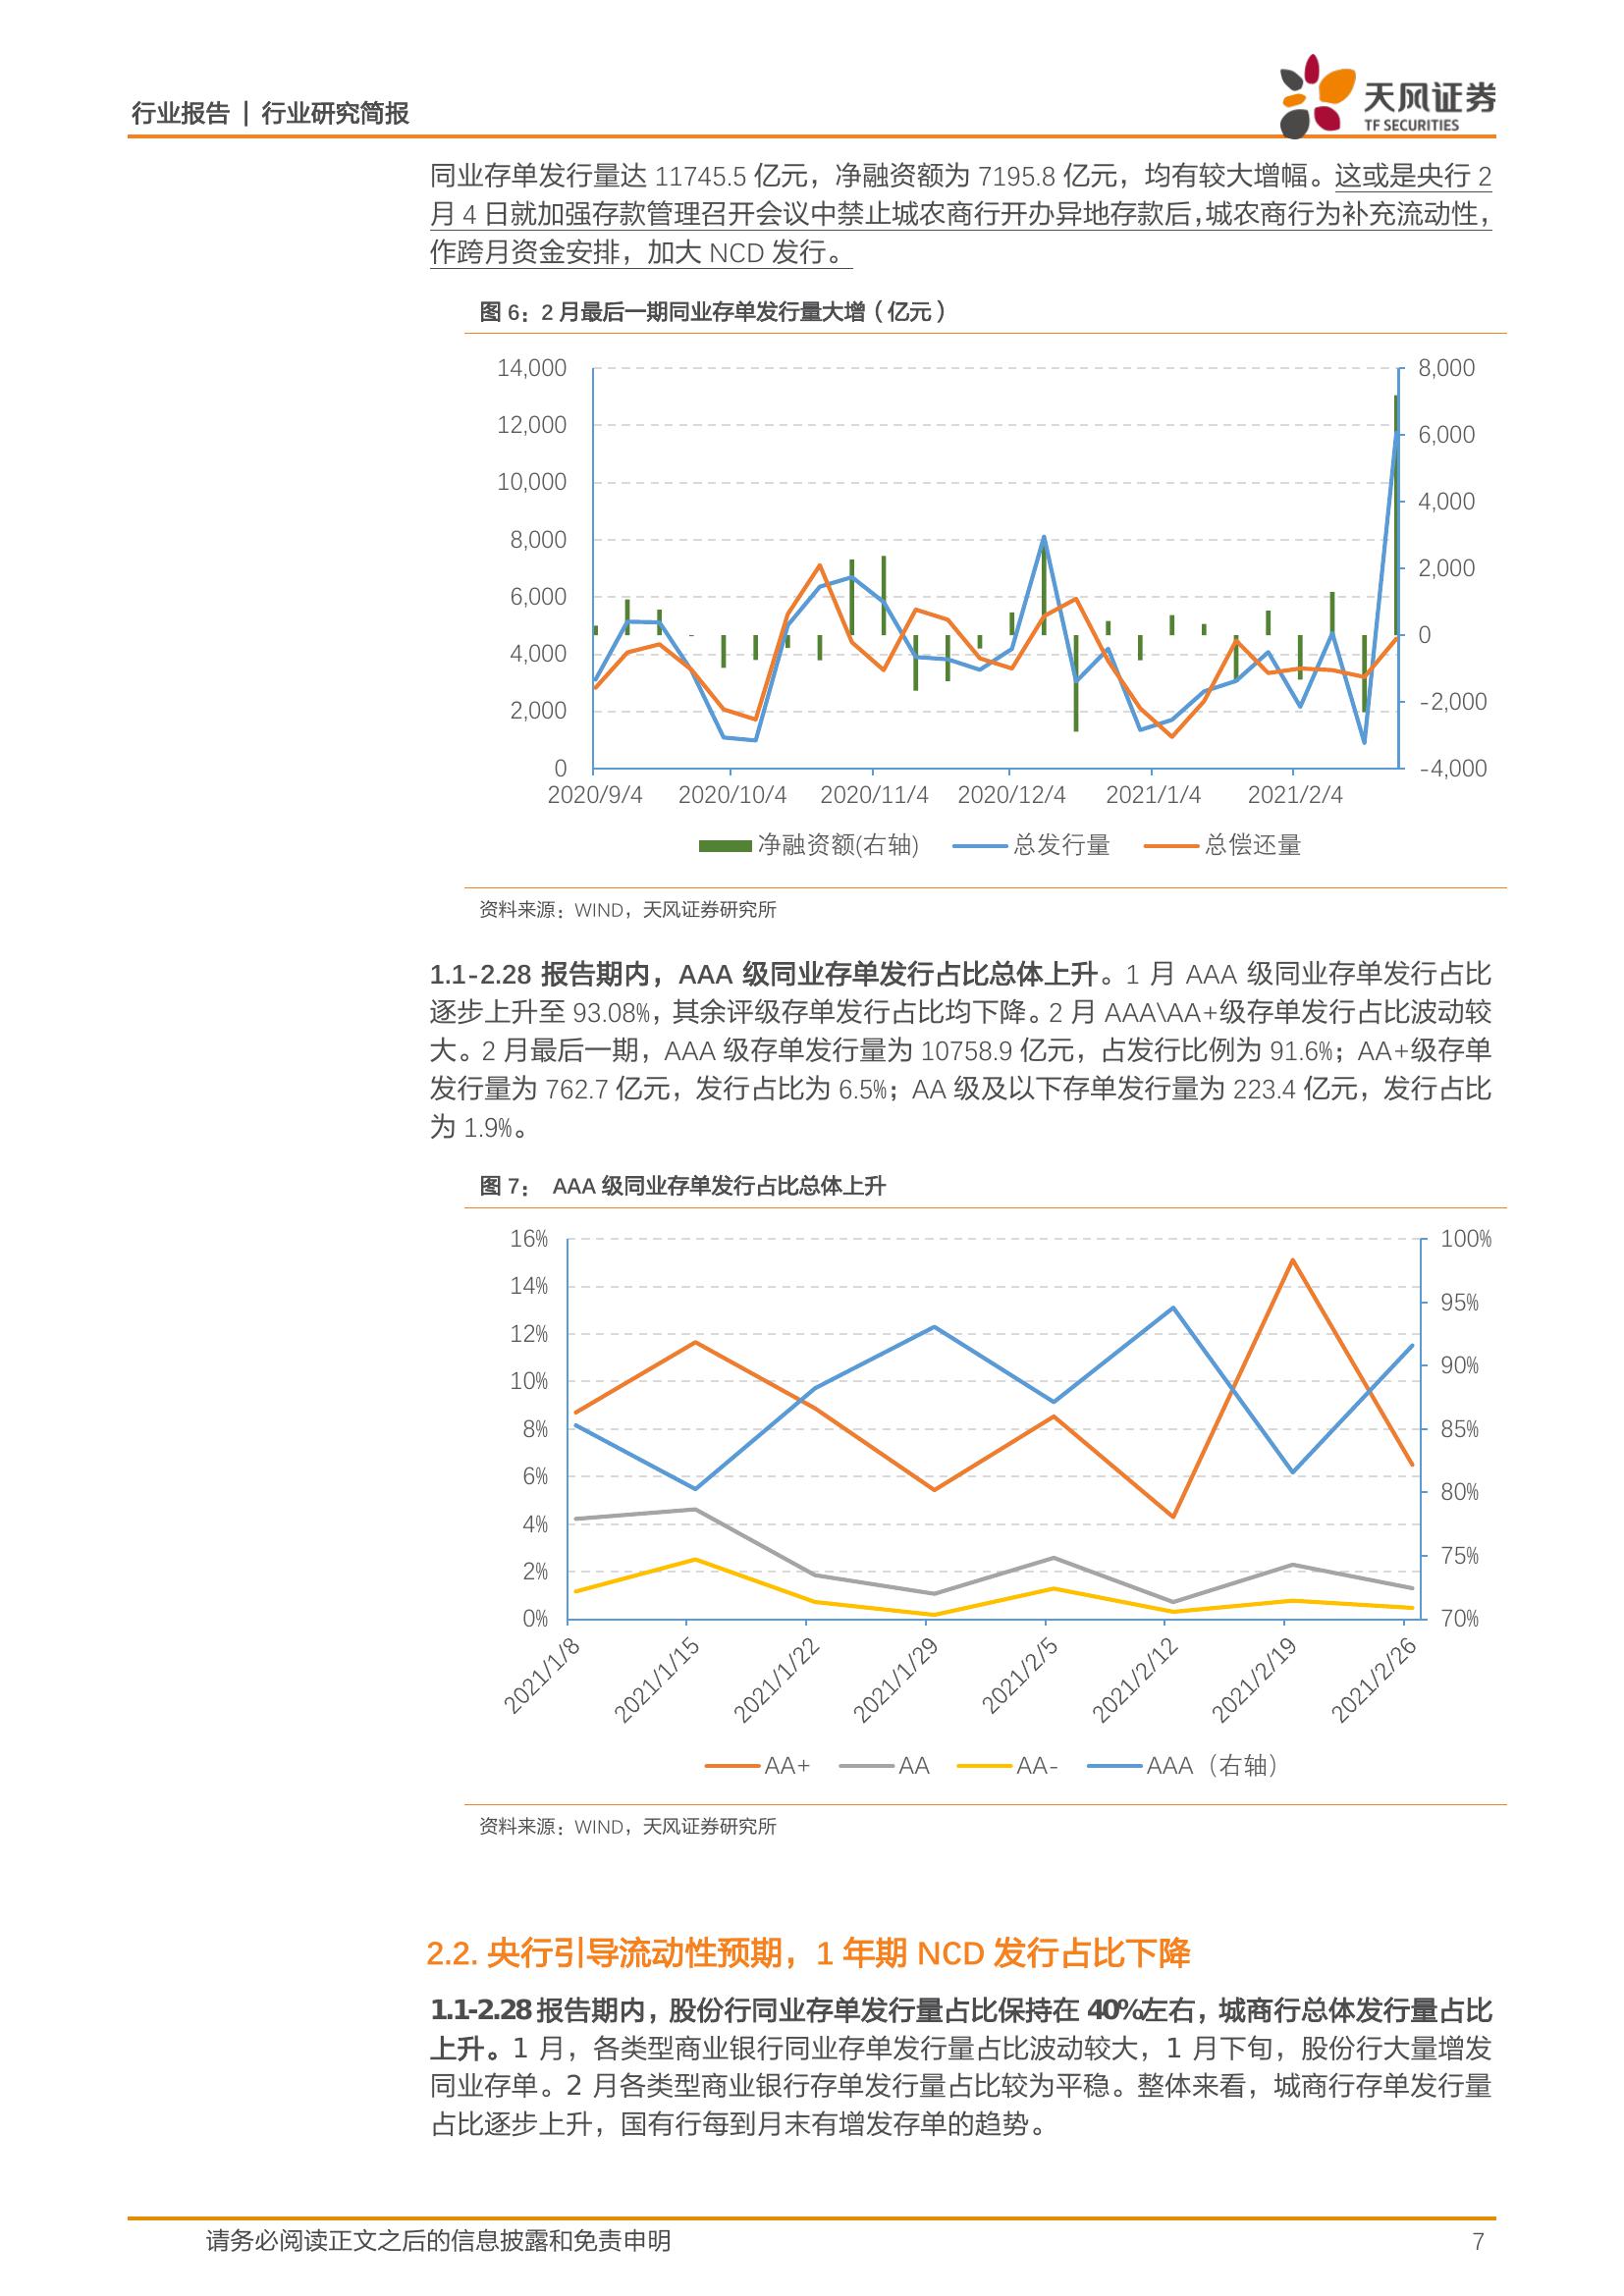 行业报告 | 行业研究简报
天风证券
TF SECURITIES
同业存单发行量达 11745.5 亿元，净融资额为 7195.8 亿元，均有较大增幅。这或是央行 2
月 4 日就加强存款管理召开会议中禁止城农商行开办异地存款后，城农商行为补充流动性，
作跨月资金安排，加大 NCD 发行。
图 6：2 月最后一期同业存单发行量大增（亿元）
14,000
12,000
10,000
8,000
6,000
4,000
2,000
0
8,000
6,000
4,000
2,000
0
-2,000
-4,000
2020/9/4 2020/10/4 2020/11/4 2020/12/4 2021/1/4 2021/2/4
净融资额(右轴) 总发行量 总偿还量
资料来源：WIND，天风证券研究所
1.1-2.28 报告期内，AAA 级同业存单发行占比总体上升。1 月 AAA 级同业存单发行占比
逐步上升至 93.08%，其余评级存单发行占比均下降。2 月 AAA\AA+级存单发行占比波动较
大。2 月最后一期，AAA 级存单发行量为 10758.9 亿元，占发行比例为 91.6%；AA+级存单
发行量为 762.7 亿元，发行占比为 6.5%；AA 级及以下存单发行量为 223.4 亿元，发行占比
为 1.9%。
图 7： AAA 级同业存单发行占比总体上升
16%
14%
12%
10%
8%
6%
4%
2%
0%
100%
95%
90%
85%
80%
75%
70%
2021/1/8 2021/1/15 2021/1/22 2021/1/29 2021/2/5 2021/2/12 2021/2/19 2021/2/26
AA+ AA AA- AAA（右轴）
资料来源：WIND，天风证券研究所
2.2. 央行引导流动性预期，1 年期 NCD 发行占比下降
1.1-2.28 报告期内，股份行同业存单发行量占比保持在 40%左右，城商行总体发行量占比
上升。1 月，各类型商业银行同业存单发行量占比波动较大，1 月下旬，股份行大量增发
同业存单。2 月各类型商业银行存单发行量占比较为平稳。整体来看，城商行存单发行量
占比逐步上升，国有行每到月末有增发存单的趋势。
请务必阅读正文之后的信息披露和免责申明 7